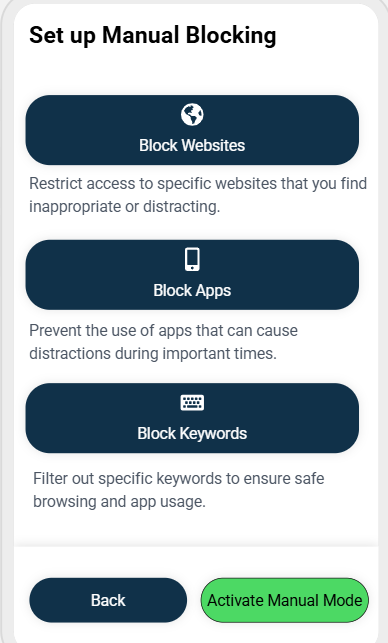 Set up Manual Blocking
Block Websites
Restrict access to specific websites that you find
inappropriate or distracting.
Block Apps
Prevent the use of apps that can cause
distractions during important times.
Block Keywords
Filter out specific keywords to ensure safe
browsing and app usage.
Back
Activate Manual Mode